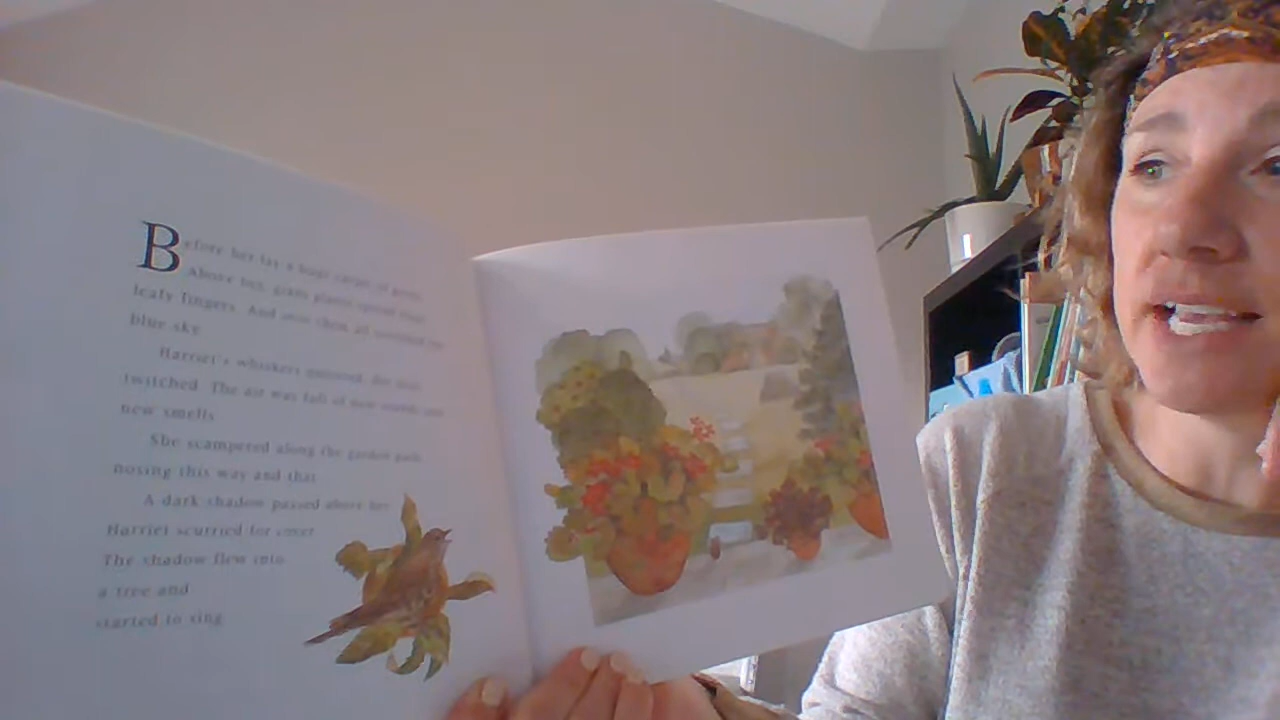 Before her lay a huge carpet of green.
Above her, giant plants spread their
leafy fingers. And over them all stretched the
blue sky.
Harriet's whiskers quivered, her nose
twitched. The air was full of new sounds and
new smells.
She scampered along the garden path,
nosing this way and that.
A dark shadow passed above her.
Harriet scurried for cover.
The shadow flew into
a tree and
started to sing.